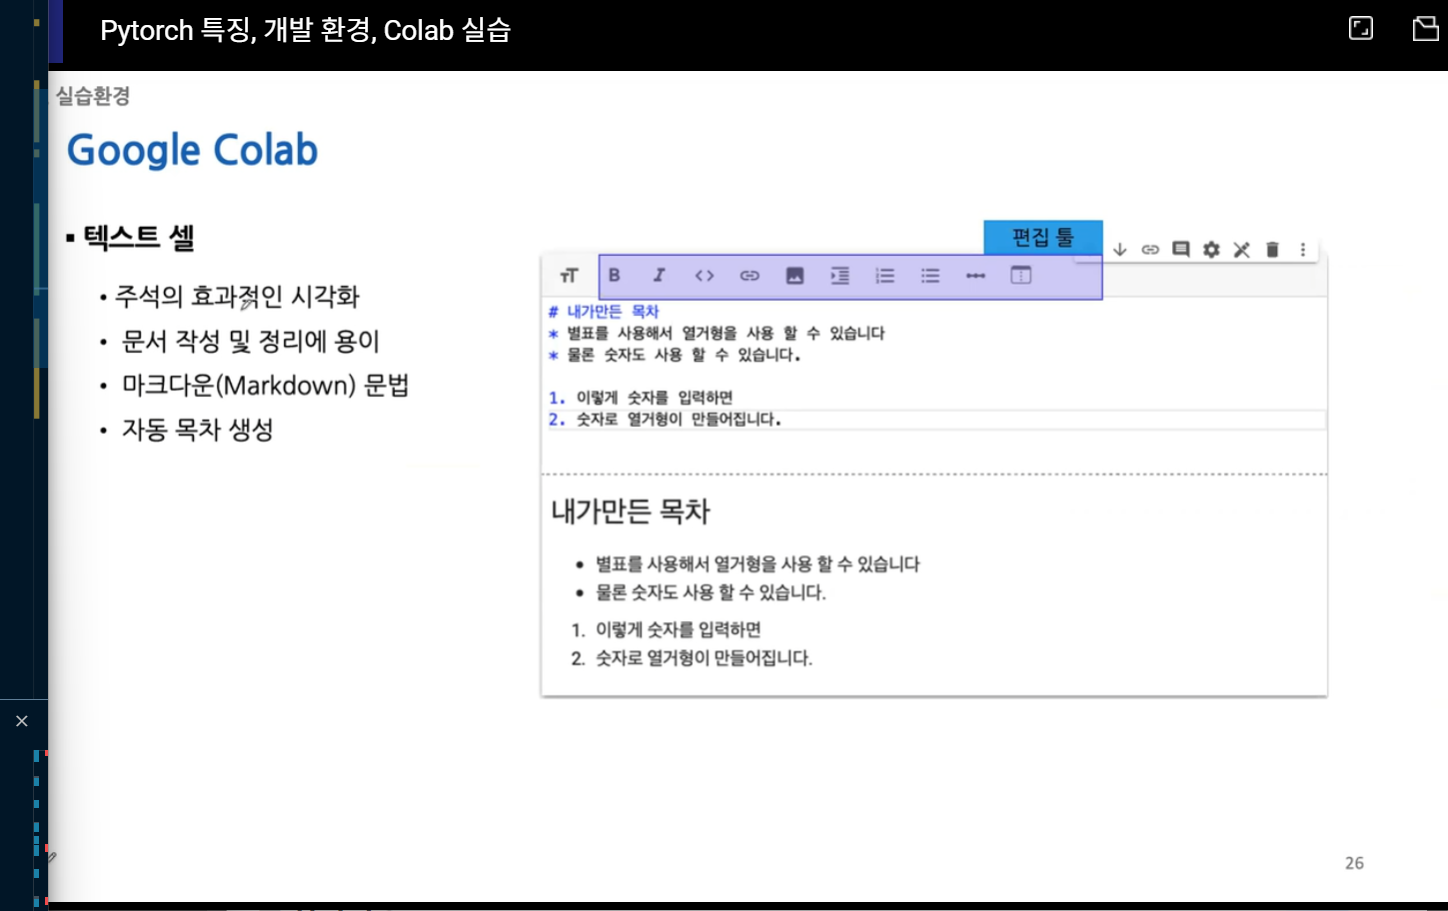 Pytorch 특징, 개발 환경, Colab 실습
실습환경
Google Colab
▪ 텍스트 셀
• 주석의 효과적인 시각화
• 문서 작성 및 정리에 용이
• 마크다운(Markdown) 문법
• 자동 목차 생성
편집 툴
# 내가만든 목차
* 별표를 사용해서 열거형을 사용 할 수 있습니다
* 물론 숫자도 사용 할 수 있습니다.
1. 이렇게 숫자를 입력하면
2. 숫자로 열거형이 만들어집니다.
내가만든 목차
• 별표를 사용해서 열거형을 사용 할 수 있습니다
• 물론 숫자도 사용 할 수 있습니다.
1. 이렇게 숫자를 입력하면
2. 숫자로 열거형이 만들어집니다.
26